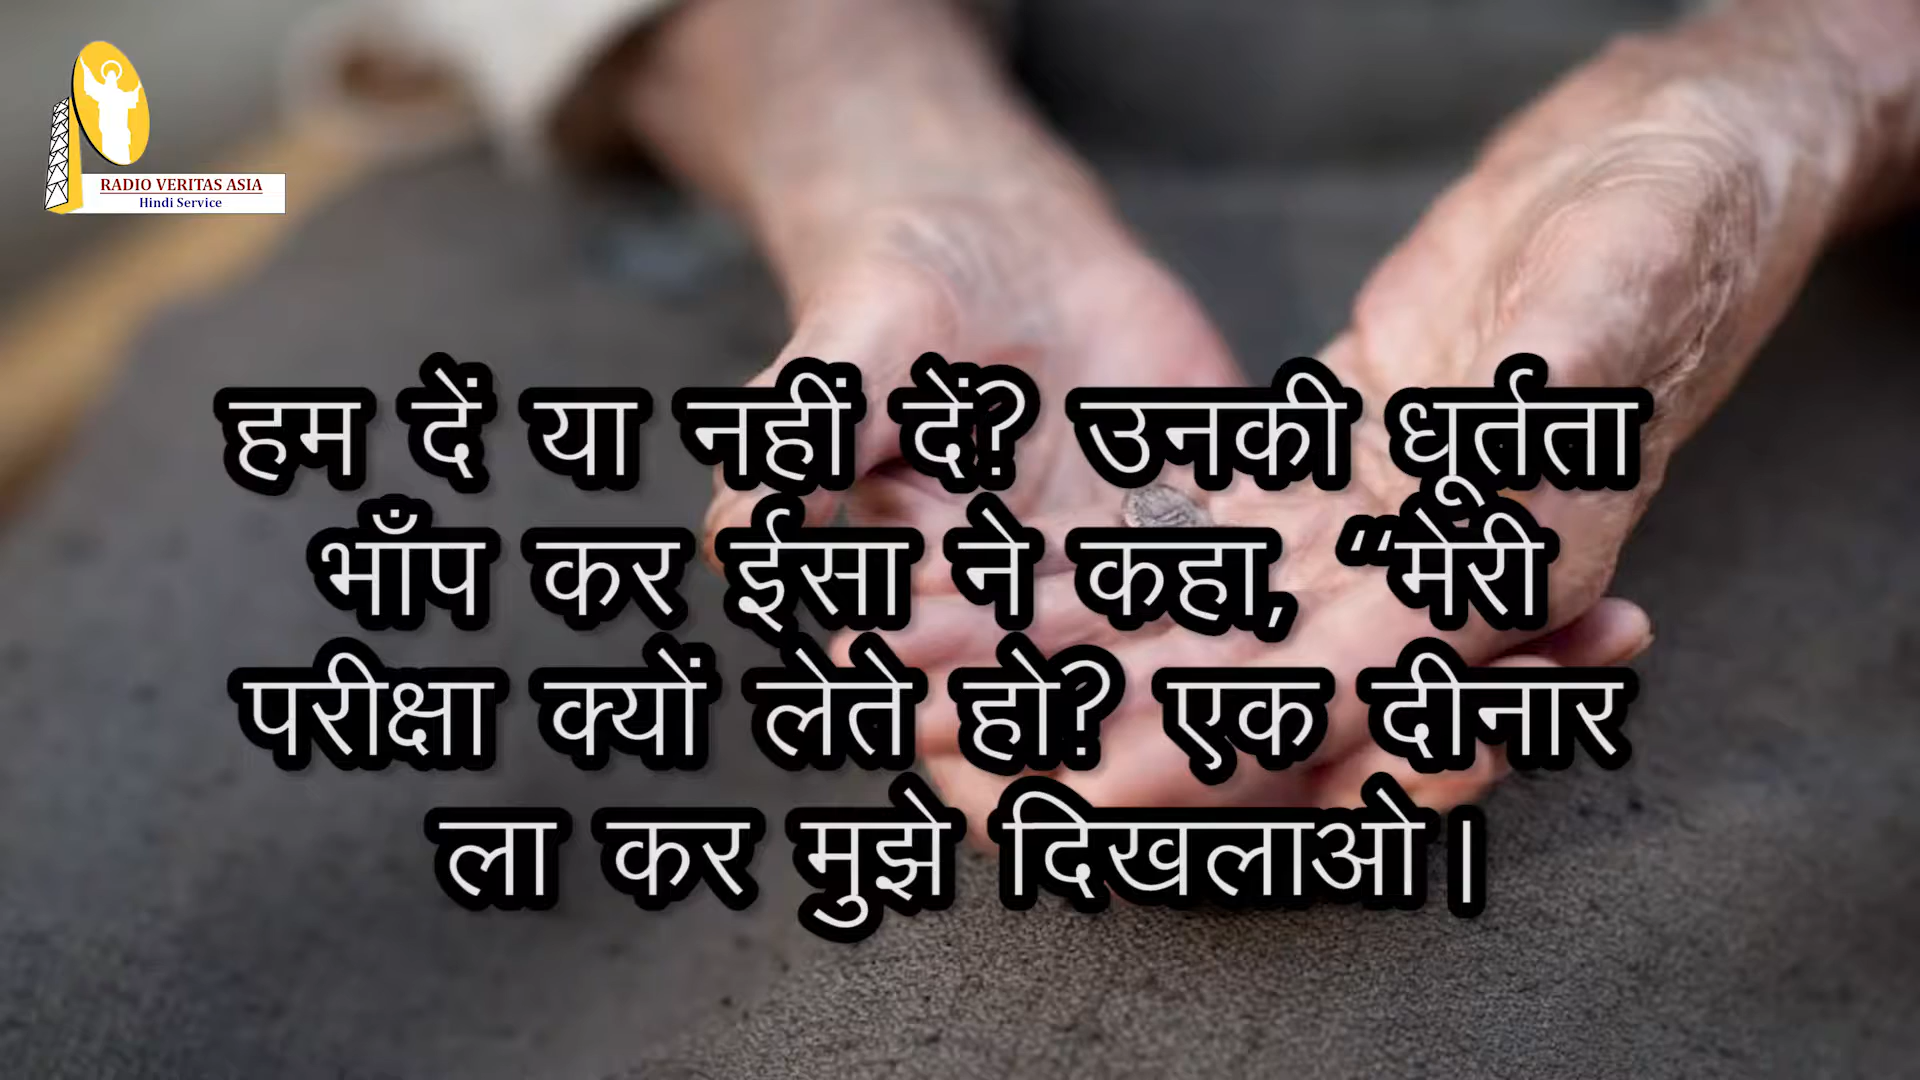 RADIO VERITAS ASIA
Hindi Service
हम दें या नहीं दें? उनकी धूर्तता
भाँप कर ईसा ने कहा, “मेरी
परीक्षा क्यों लेते हो? एक दीनार
ला कर मुझे दिखलाओ।